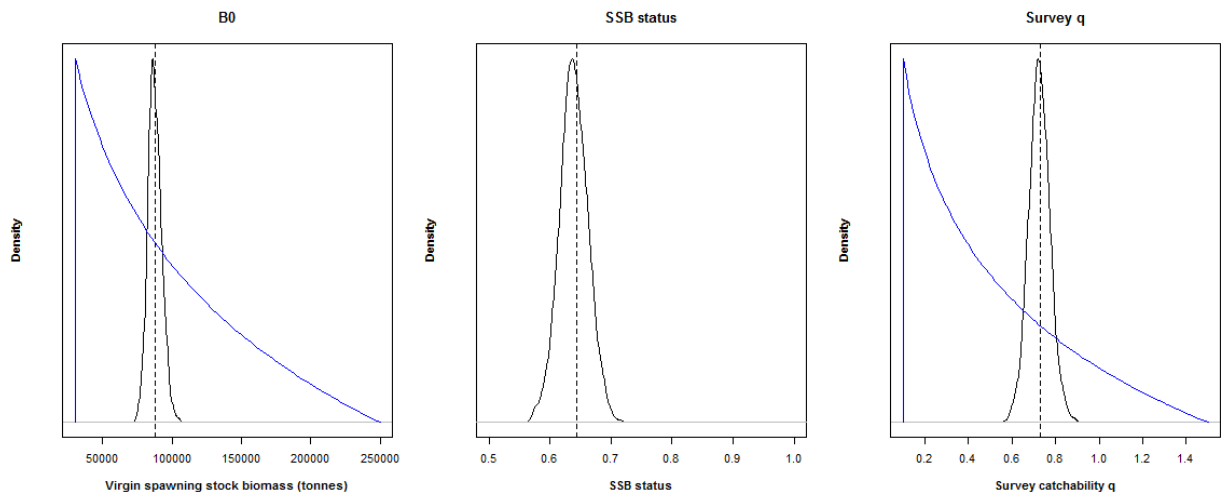 B0
Density
50000 100000 150000 200000 250000
Virgin spawning stock biomass (tonnes)
SSB status
Density
0.5 0.6 0.7 0.8 0.9 1.0
SSB status
Survey q
Density
0.2 0.4 0.6 0.8 1.0 1.2 1.4
Survey catchability q